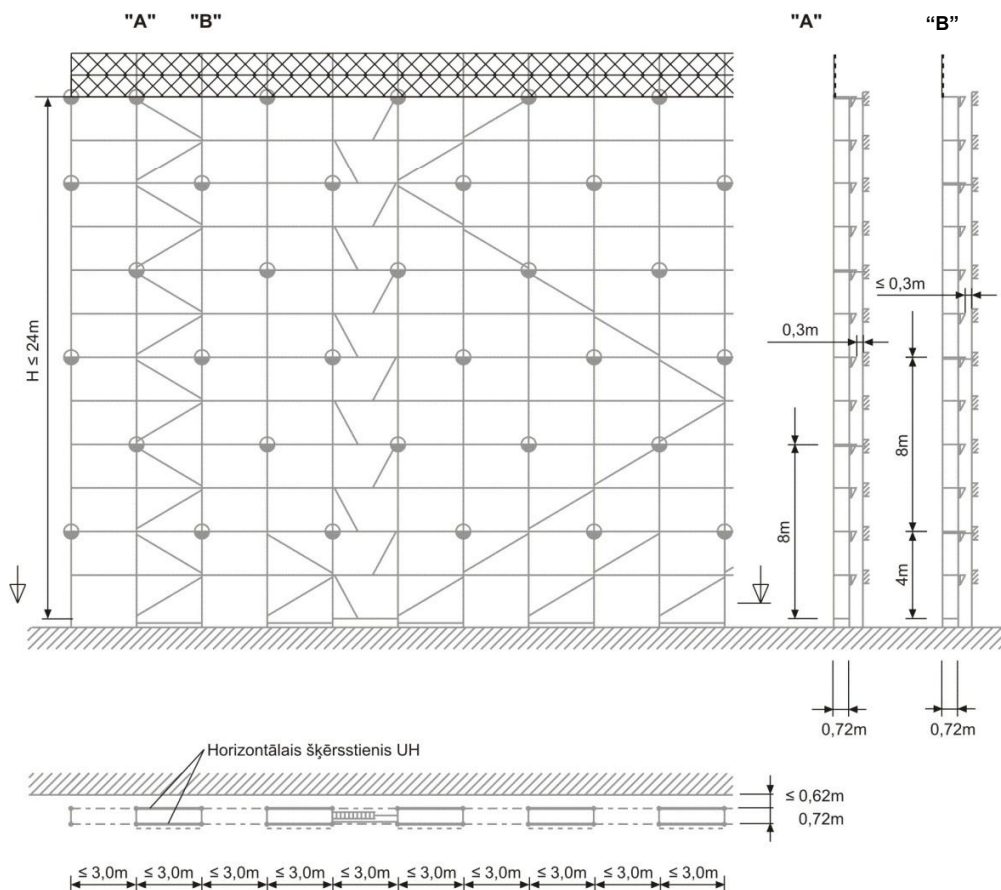 "A" "B" "A" “B”
H ≤ 24m
≤ 0,3m
0,3m
8m
8m
4m
0,72m 0,72m
Horizontālais šķērsstienis UH
≤ 0,62m
0,72m
≤ 3,0m ≤ 3,0m ≤ 3,0m ≤ 3,0m ≤ 3,0m ≤ 3,0m ≤ 3,0m ≤ 3,0m ≤ 3,0m ≤ 3,0m